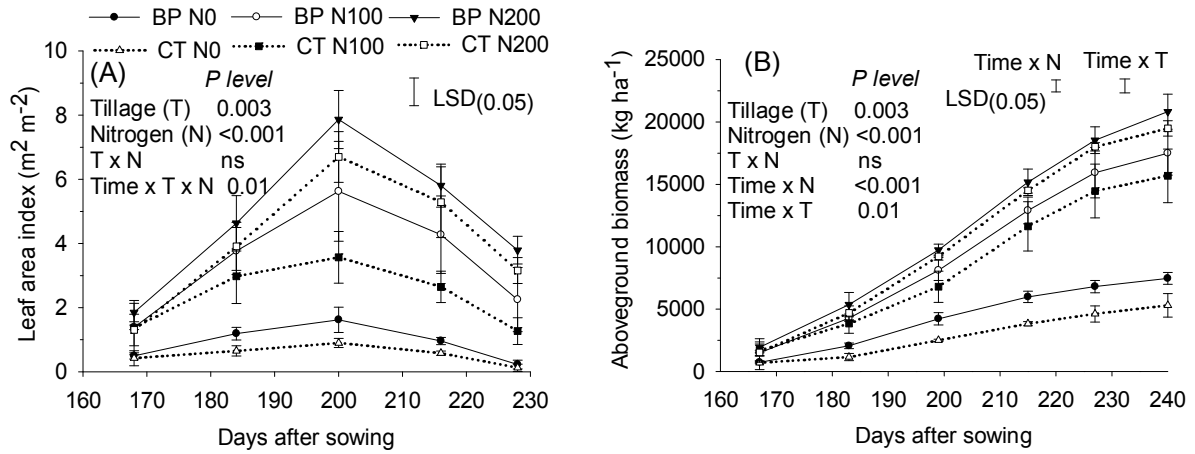 BP N0 BP N100 BP N200
CT N0 CT N100 CT N200
(A)
P level
Tillage (T) 0.003
Nitrogen (N) <0.001
T x N ns
Time x T x N 0.01
LSD(0.05)
Leaf area index (m² m⁻²)
10
8
6
4
2
0
160 170 180 190 200 210 220 230
Days after sowing
(B)
P level
Tillage (T) 0.003
Nitrogen (N) <0.001
T x N ns
Time x N <0.001
Time x T 0.01
Time x N Time x T
LSD(0.05)
Aboveground biomass (kg ha⁻¹)
25000
20000
15000
10000
5000
0
160 170 180 190 200 210 220 230 240
Days after sowing